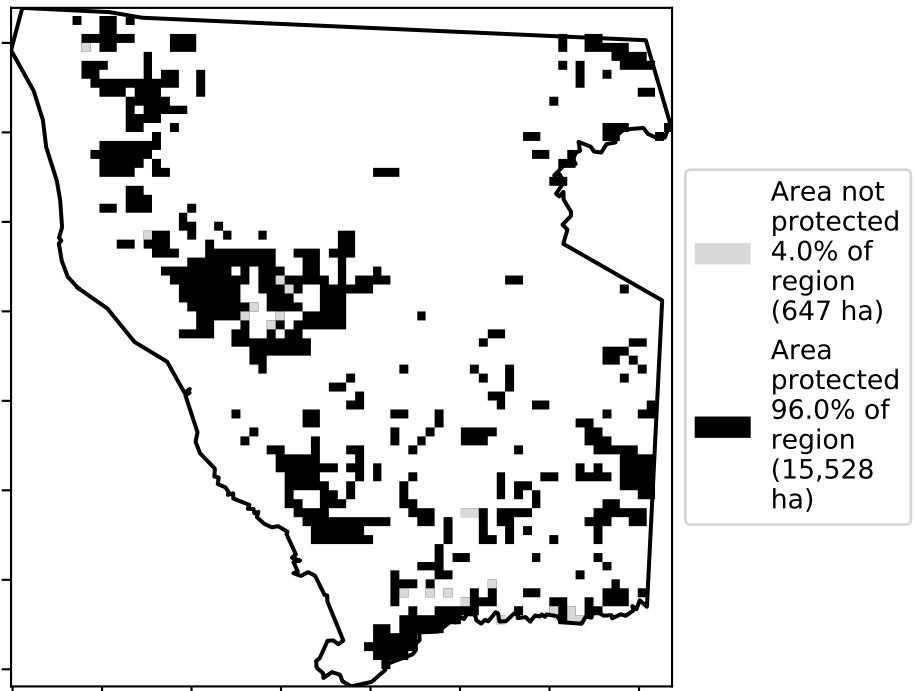 Area not
protected
4.0% of
region
(647 ha)
Area
protected
96.0% of
region
(15,528
ha)